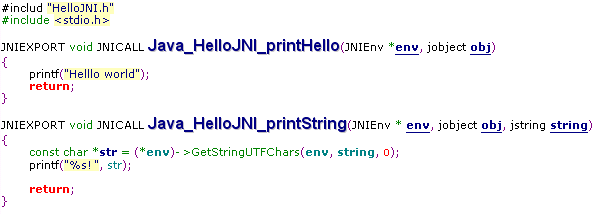 #includ "HelloJNI.h"
#include <stdio.h>
JNIEXPORT void JNICALL Java_HelloJNI_printHello(JNIEnv *env, jobject obj)
{
printf("Helllo world");
return;
}
JNIEXPORT void JNICALL Java_HelloJNI_printString(JNIEnv * env, jobject obj, jstring string)
{
const char *str = (*env)->GetStringUTFChars(env, string, 0);
printf("%s!", str);
return;
}